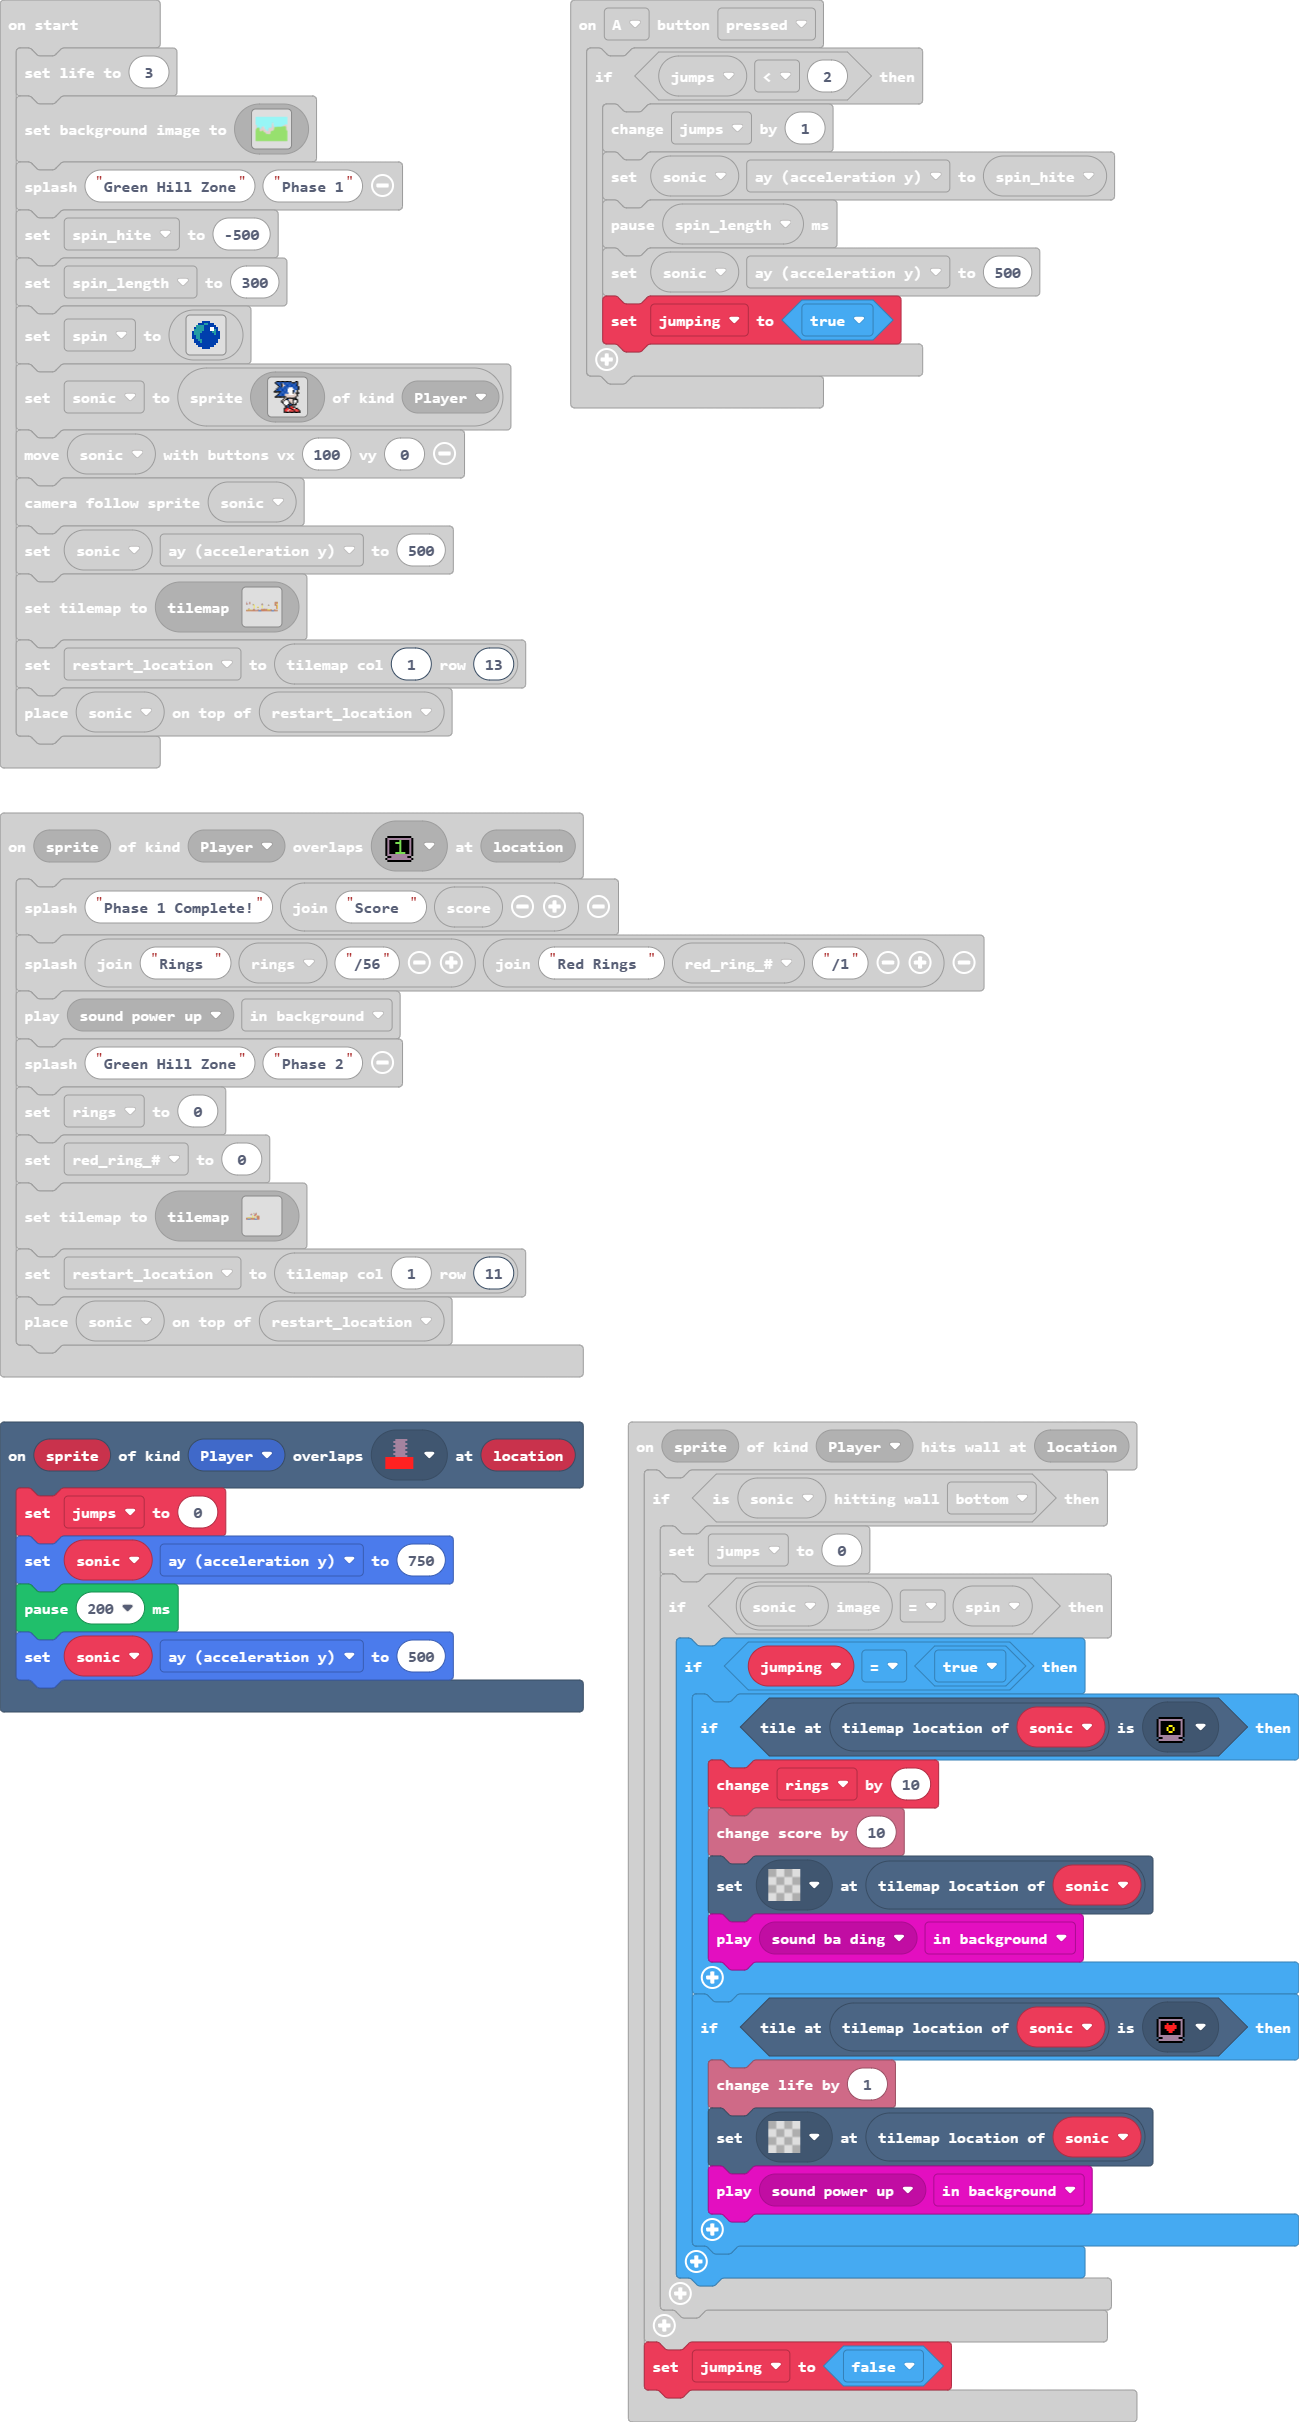 on start
set life to 3
set background image to
splash "Green Hill Zone" "Phase 1"
set spin_hite to -500
set spin_length to 300
set spin to
set sonic to sprite of kind Player
move sonic with buttons vx 100 vy 0
camera follow sprite sonic
set sonic ay (acceleration y) to 500
set tilemap to tilemap
set restart_location to tilemap col 1 row 13
place sonic on top of restart_location
on A button pressed
if jumps < 2 then
change jumps by 1
set sonic ay (acceleration y) to spin_hite
pause spin_length ms
set sonic ay (acceleration y) to 500
set jumping to true
on sprite of kind Player overlaps 1 at location
splash "Phase 1 Complete!" join "Score " score
splash join "Rings " rings "/56" join "Red Rings " red_ring_# "/1"
play sound power up in background
splash "Green Hill Zone" "Phase 2"
set rings to 0
set red_ring_# to 0
set tilemap to tilemap
set restart_location to tilemap col 1 row 11
place sonic on top of restart_location
on sprite of kind Player overlaps at location
set jumps to 0
set sonic ay (acceleration y) to 750
pause 200 ms
set sonic ay (acceleration y) to 500
on sprite of kind Player hits wall at location
if is sonic hitting wall bottom then
set jumps to 0
if sonic image = spin then
if jumping = true then
if tile at tilemap location of sonic is then
change rings by 10
change score by 10
set at tilemap location of sonic
play sound ba ding in background
if tile at tilemap location of sonic is then
change life by 1
set at tilemap location of sonic
play sound power up in background
set jumping to false